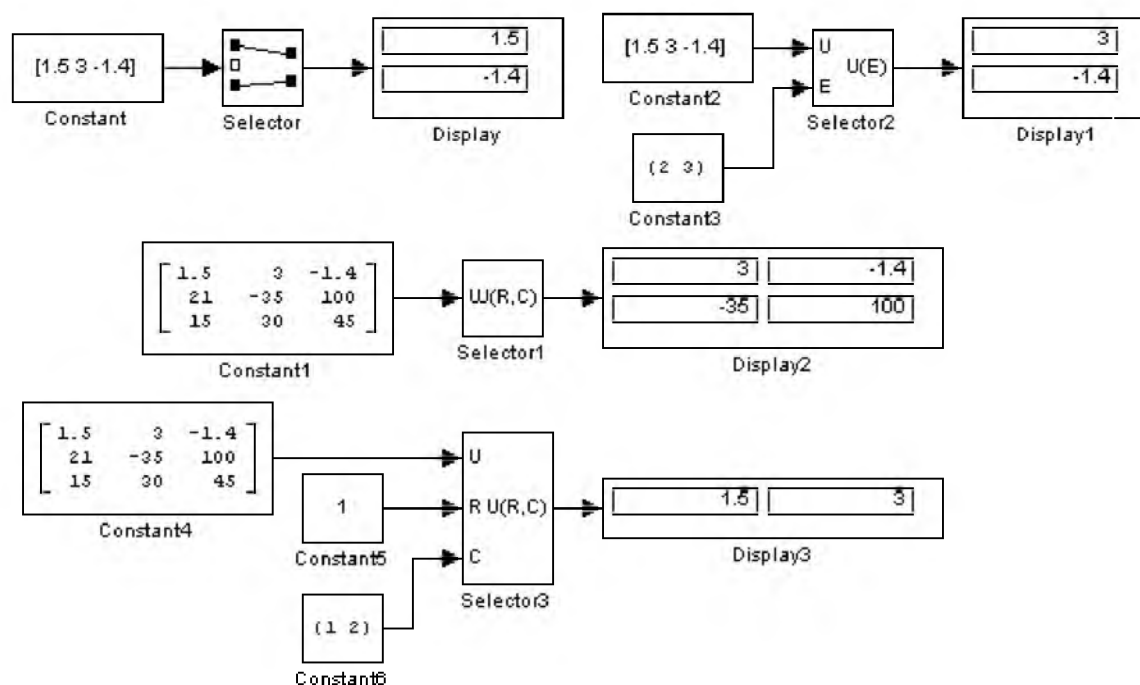 [1.5 3 -1.4]
Constant
Selector
1.5
-1.4
Display
[1.5 3 -1.4]
Constant2
U
E
U(E)
Selector2
3
-1.4
Display1
(2 3)
Constant3
1.5 3 -1.4
21 -35 100
15 30 45
Constant1
UU(R,C)
Selector1
3 -1.4
-35 100
Display2
1.5 3 -1.4
21 -35 100
15 30 45
Constant4
1
Constant5
(1 2)
Constant6
U
R U(R,C)
C
Selector3
1.5 3
Display3